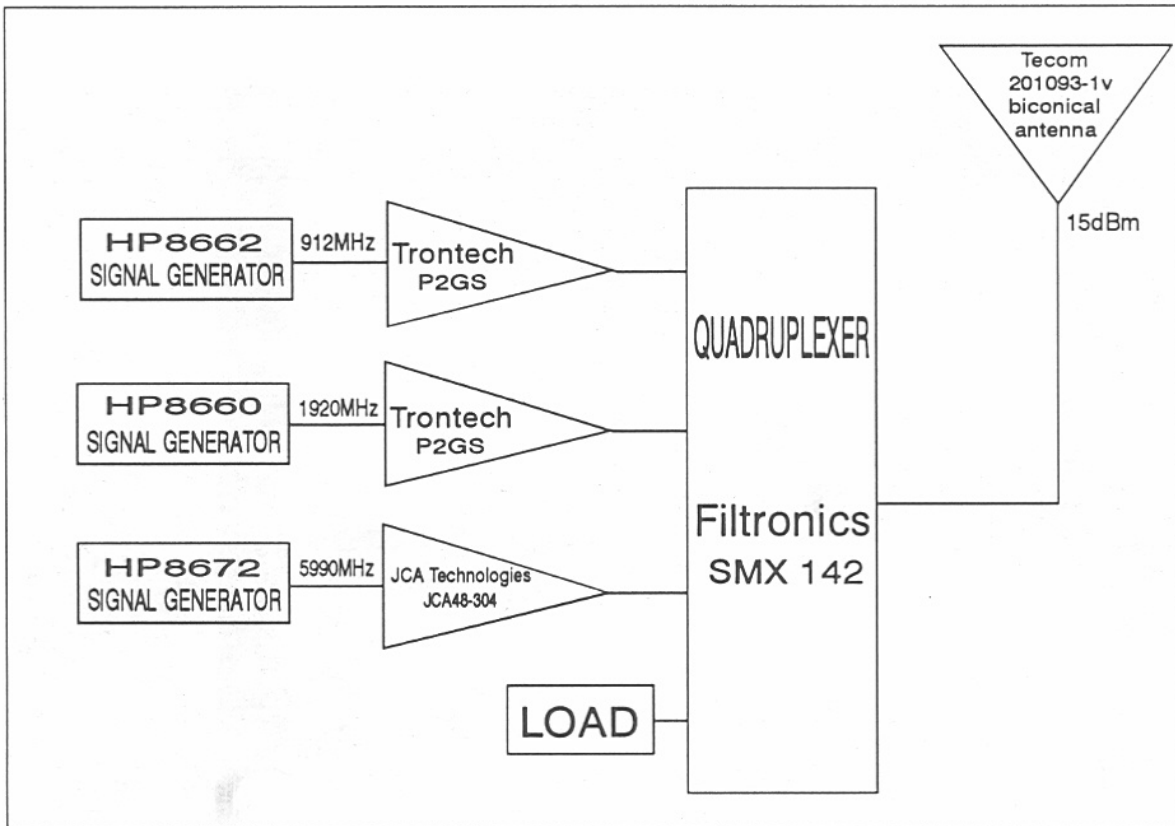 Tecom
201093-1v
biconical
antenna
15dBm
HP8662
SIGNAL GENERATOR
912MHz
Trontech
P2GS
QUADRUPLEXER
HP8660
SIGNAL GENERATOR
1920MHz
Trontech
P2GS
Filtronics
SMX 142
HP8672
SIGNAL GENERATOR
5990MHz
JCA Technologies
JCA48-304
LOAD